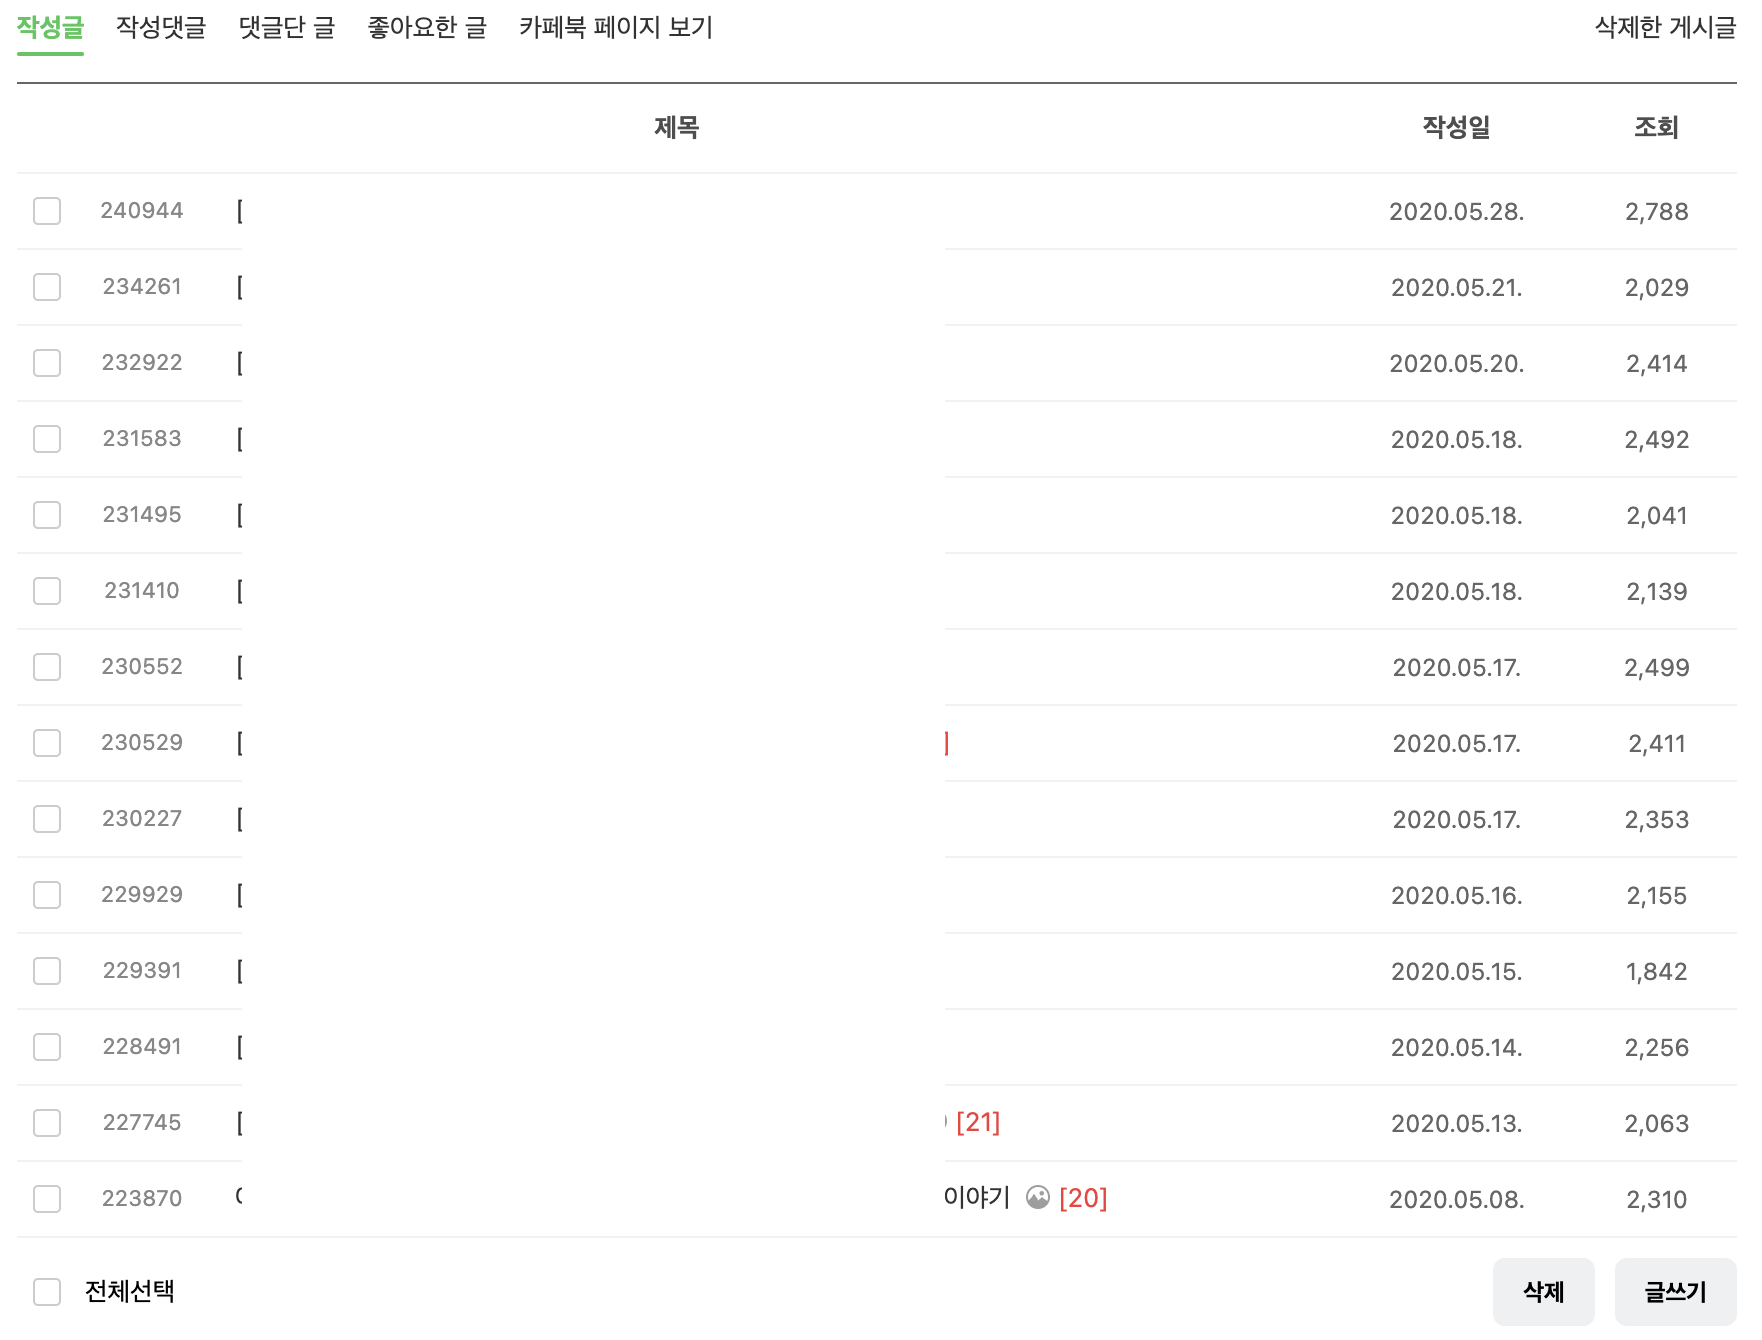 작성글 작성댓글 댓글단 글 좋아요한 글 카페북 페이지 보기 삭제한 게시글
제목 작성일 조회
240944 [ 2020.05.28. 2,788
234261 [ 2020.05.21. 2,029
232922 [ 2020.05.20. 2,414
231583 [ 2020.05.18. 2,492
231495 [ 2020.05.18. 2,041
231410 [ 2020.05.18. 2,139
230552 [ 2020.05.17. 2,499
230529 [ ] 2020.05.17. 2,411
230227 [ 2020.05.17. 2,353
229929 [ 2020.05.16. 2,155
229391 [ 2020.05.15. 1,842
228491 [ 2020.05.14. 2,256
227745 [ [21] 2020.05.13. 2,063
223870 이야기 [20] 2020.05.08. 2,310
전체선택 삭제 글쓰기